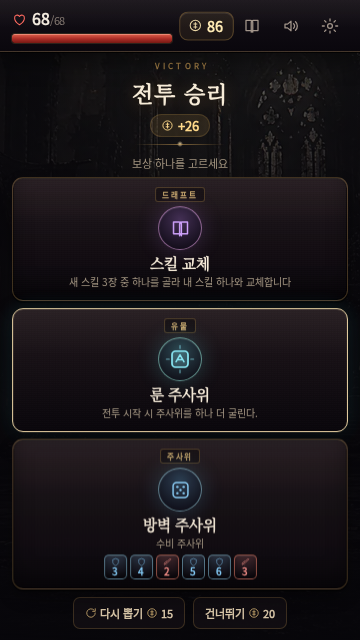 68/68
86
VICTORY
전투 승리
+26
보상 하나를 고르세요
드래프트
스킬 교체
새 스킬 3장 중 하나를 골라 내 스킬 하나와 교체합니다
유물
룬 주사위
전투 시작 시 주사위를 하나 더 굴린다.
주사위
방벽 주사위
수비 주사위
3 4 2 5 6 3
다시 뽑기 15
건너뛰기 20